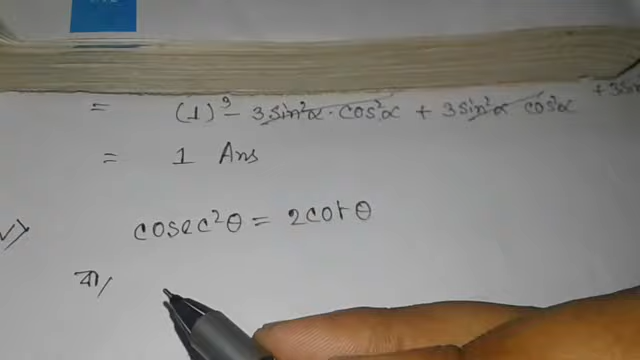 = (1)³ - 3sin²α · cos²α + 3sin²α cos²α
= 1 Ans
cosec²θ = 2cotθ
বা/